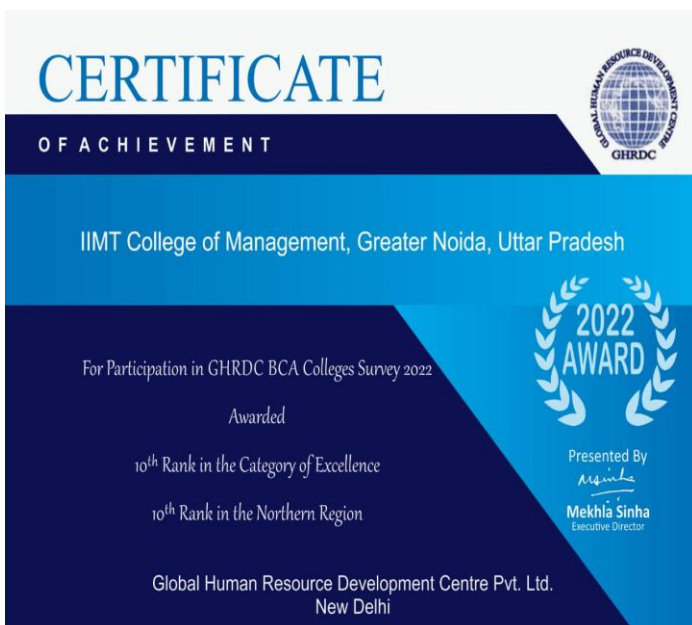 CERTIFICATE
OF ACHIEVEMENT
GLOBAL HUMAN RESOURCE DEVELOPMENT CENTRE
GHRDC
IIMT College of Management, Greater Noida, Uttar Pradesh
2022
AWARD
For Participation in GHRDC BCA Colleges Survey 2022
Awarded
10th Rank in the Category of Excellence
10th Rank in the Northern Region
Presented By
Msinha
Mekhla Sinha
Executive Director
Global Human Resource Development Centre Pvt. Ltd.
New Delhi